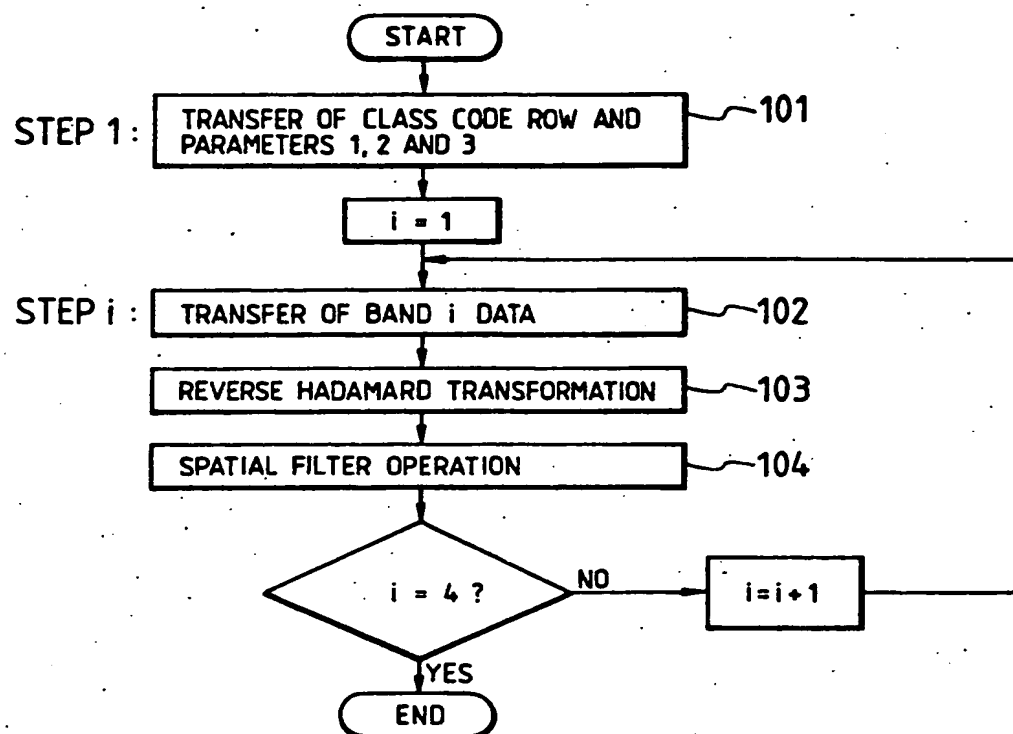 START
STEP 1: TRANSFER OF CLASS CODE ROW AND PARAMETERS 1, 2 AND 3 101
i = 1
STEP i: TRANSFER OF BAND i DATA 102
REVERSE HADAMARD TRANSFORMATION 103
SPATIAL FILTER OPERATION 104
i = 4 ? NO i=i+1
YES
END